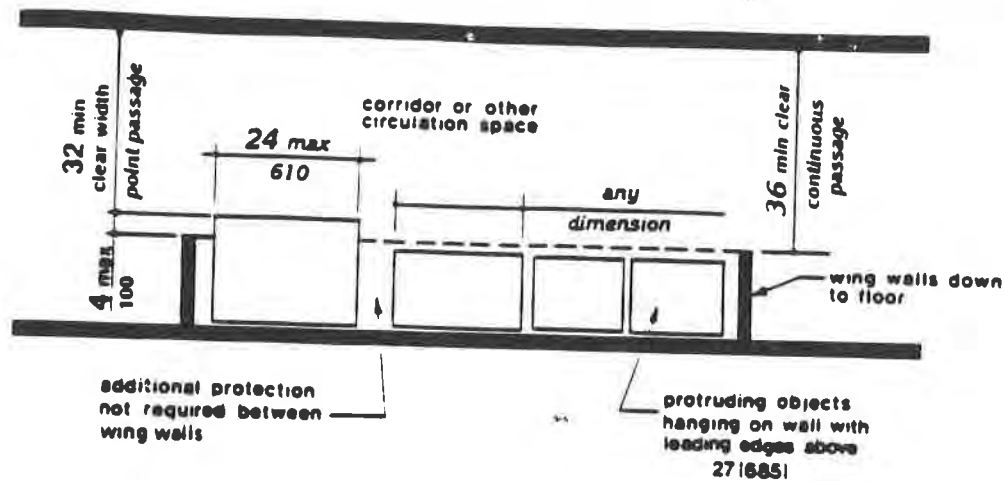 32 min
clear width
point passage
corridor or other
circulation space
24 max
610
any
dimension
36 min clear
continuous
passage
4 max
100
wing walls down
to floor
additional protection
not required between
wing walls
protruding objects
hanging on wall with
leading edges above
27 |685|